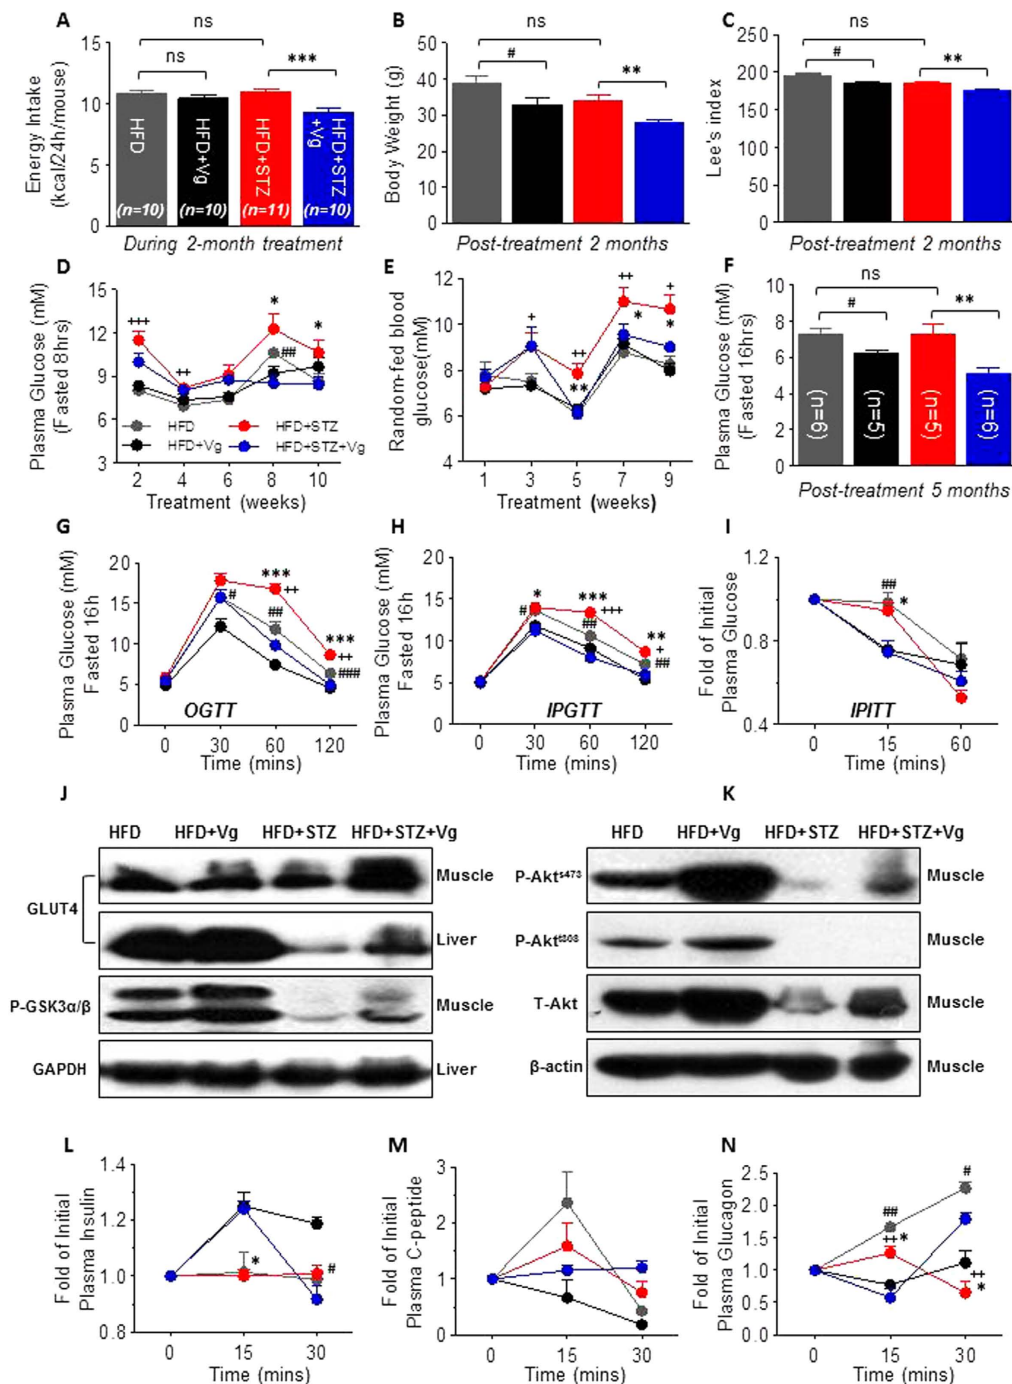 A
Energy Intake
(kcal/24h/mouse)
15
10
5
0
ns
ns
***
HFD
HFD+Vg
HFD+STZ
HFD+STZ
+Vg
(n=10)
(n=10)
(n=11)
(n=10)
During 2-month treatment
B
Body Weight (g)
50
40
30
20
10
0
ns
#
**
Post-treatment 2 months
C
Lee's index
250
200
150
100
50
0
ns
#
**
Post-treatment 2 months
D
Plasma Glucose (mM)
(Fasted 8hrs)
15
12
9
6
3
+++
++
*
##
*
HFD
HFD+STZ
HFD+Vg
HFD+STZ+Vg
2 4 6 8 10
Treatment (weeks)
E
Random-fed blood
glucose(mM)
12
10
8
6
4
+
++
**
++
*
+
*
1 3 5 7 9
Treatment (weeks)
F
Plasma Glucose (mM)
(Fasted 16hrs)
8
6
4
2
0
ns
#
**
(n=6)
(n=5)
(n=5)
(n=6)
Post-treatment 5 months
G
Plasma Glucose (mM)
Fasted 16h
20
15
10
5
0
#
***
++
##
***
++
###
OGTT
0 30 60 120
Time (mins)
H
Plasma Glucose (mM)
Fasted 16h
20
15
10
5
0
#
*
***
+++
##
**
+
##
IPGTT
0 30 60 120
Time (mins)
I
Fold of Initial
Plasma Glucose
1.2
0.8
0.4
##
*
IPITT
0 15 60
Time (mins)
J
HFD HFD+Vg HFD+STZ HFD+STZ+Vg
GLUT4
Muscle
Liver
P-GSK3α/β
Muscle
GAPDH
Liver
K
HFD HFD+Vg HFD+STZ HFD+STZ+Vg
P-Akts473 Muscle
P-Aktt308 Muscle
T-Akt Muscle
β-actin Muscle
L
Fold of Initial
Plasma Insulin
1.4
1.2
1.0
0.8
*
#
0 15 30
Time (mins)
M
Fold of Initial
Plasma C-peptide
3
2
1
0
0 15 30
Time (mins)
N
Fold of Initial
Plasma Glucagon
2.5
2.0
1.5
1.0
0.5
0.0
##
++ *
#
++
*
0 15 30
Time (mins)